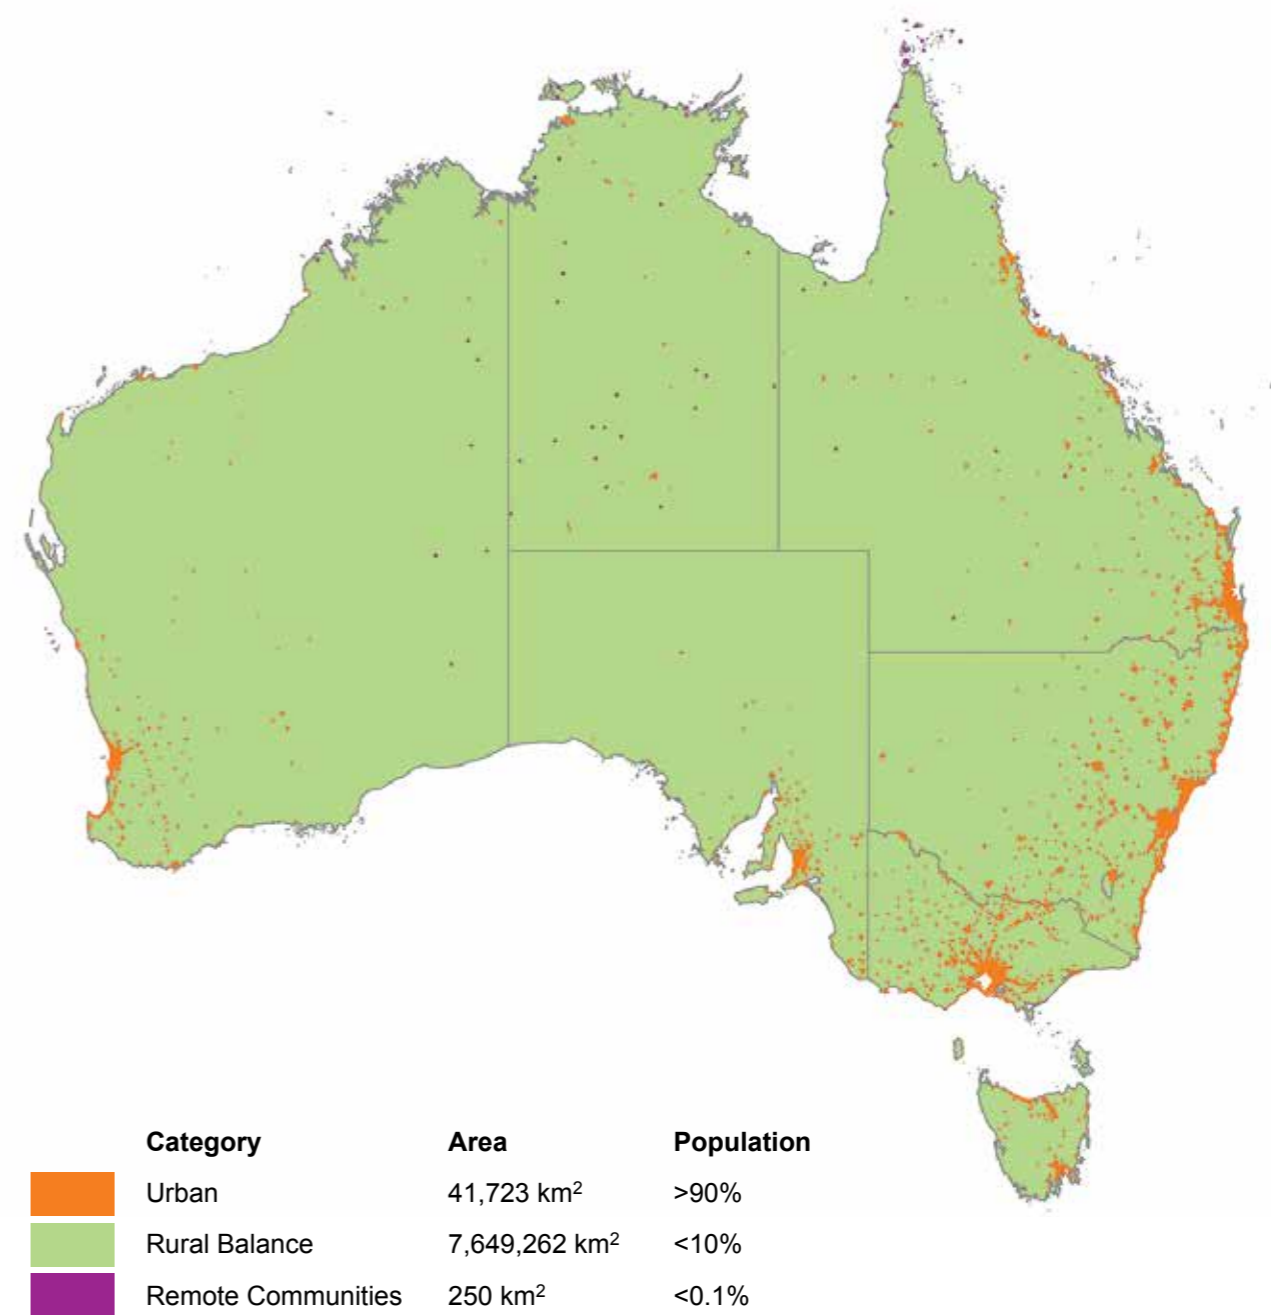 Category Area Population
Urban 41,723 km² >90%
Rural Balance 7,649,262 km² <10%
Remote Communities 250 km² <0.1%